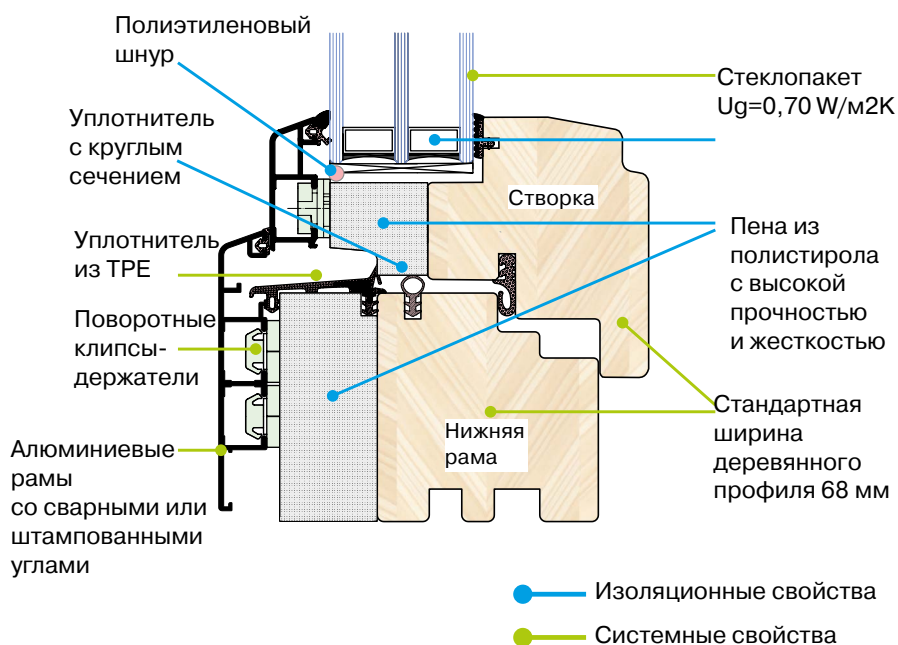 Полиэтиленовый
шнур
Уплотнитель
с круглым
сечением
Уплотнитель
из TPE
Поворотные
клипсы-
держатели
Алюминиевые
рамы
со сварными или
штампованными
углами
Стеклопакет
Ug=0,70 W/м2K
Створка
Пена из
полистирола
с высокой
прочностью
и жесткостью
Нижняя
рама
Стандартная
ширина
деревянного
профиля 68 мм
Изоляционные свойства
Системные свойства